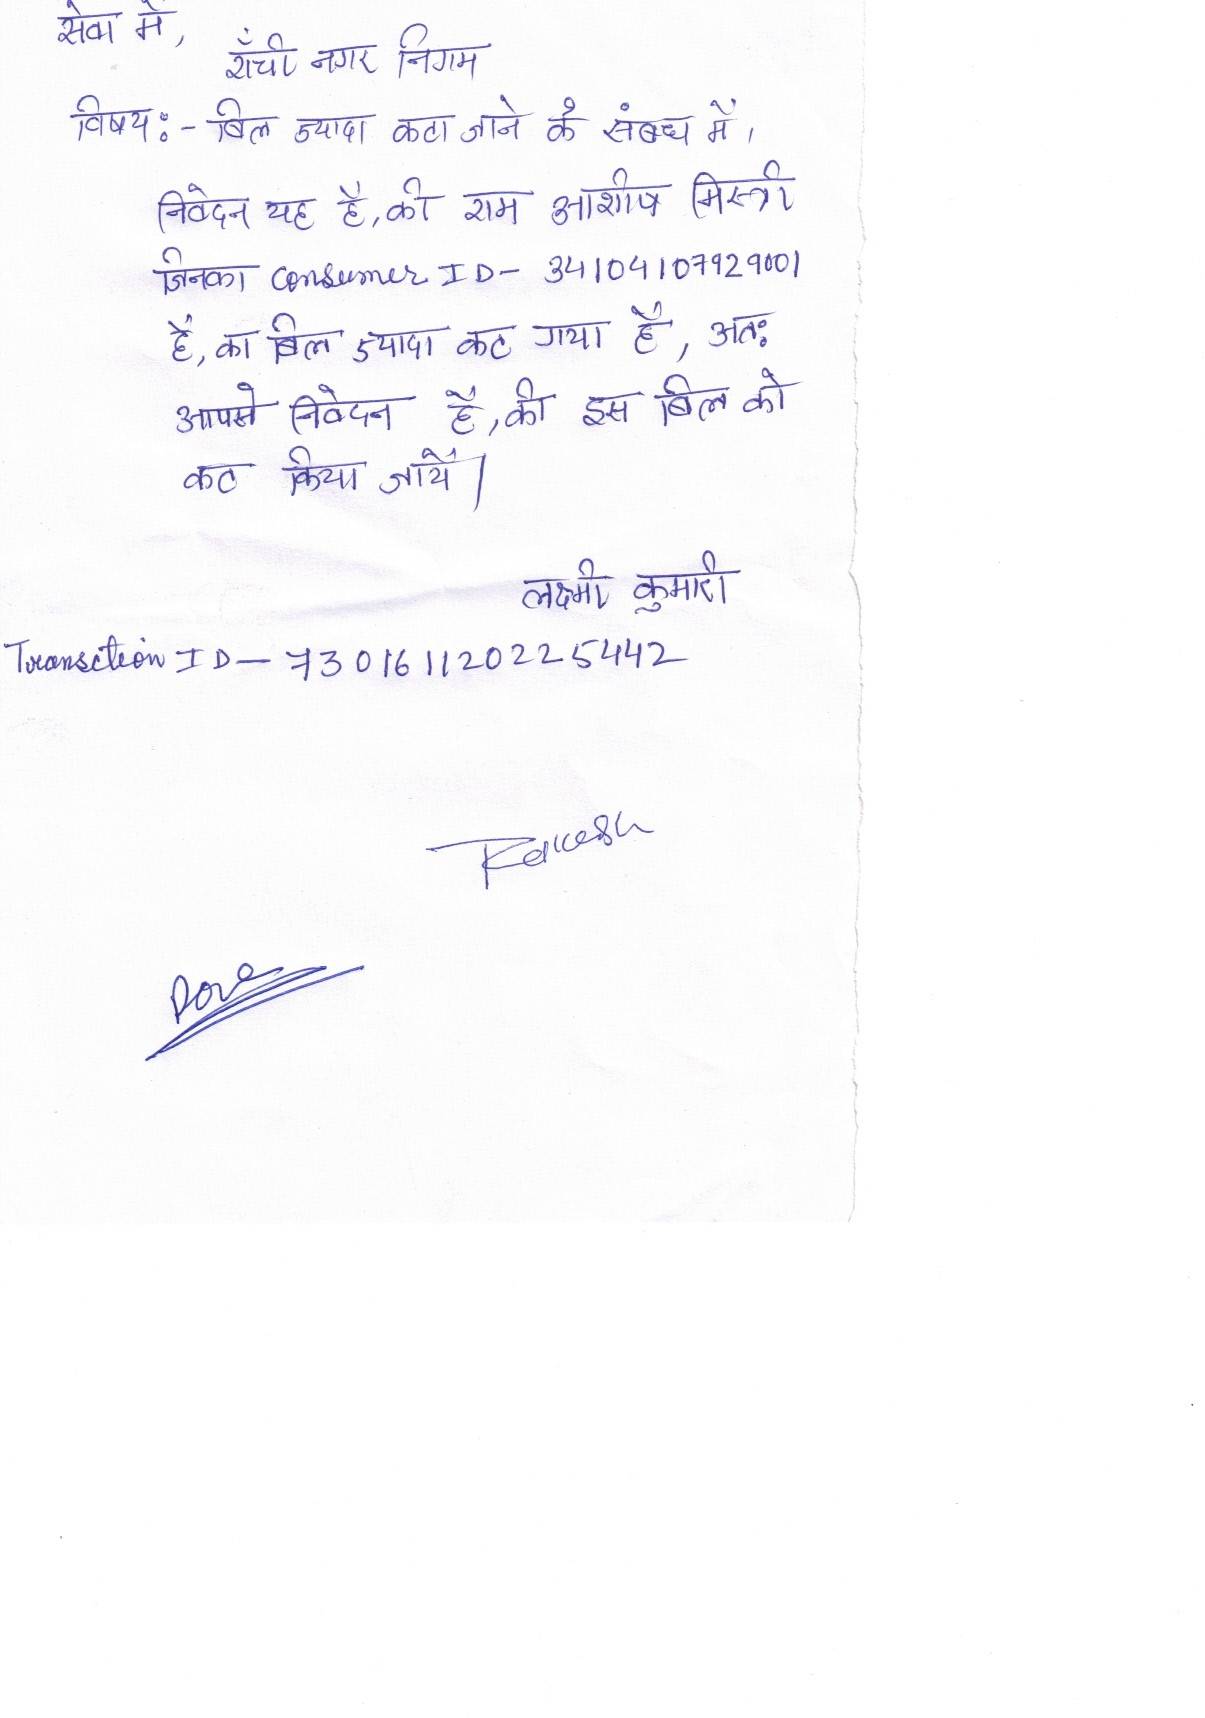 सेवा में,
राँची नगर निगम
विषय:- बिल ज्यादा कटा जाने के संबध में,
निवेदन यह है, की राम आशीष मिस्त्री
जिनका Consumer ID- 34104107929001
है, का बिल ज्यादा कट गया है, अतः
आपसे निवेदन है, की इस बिल को
कट किया जायें|
लक्ष्मी कुमारी
Transction ID- 730161120225442
Rakesh
Done